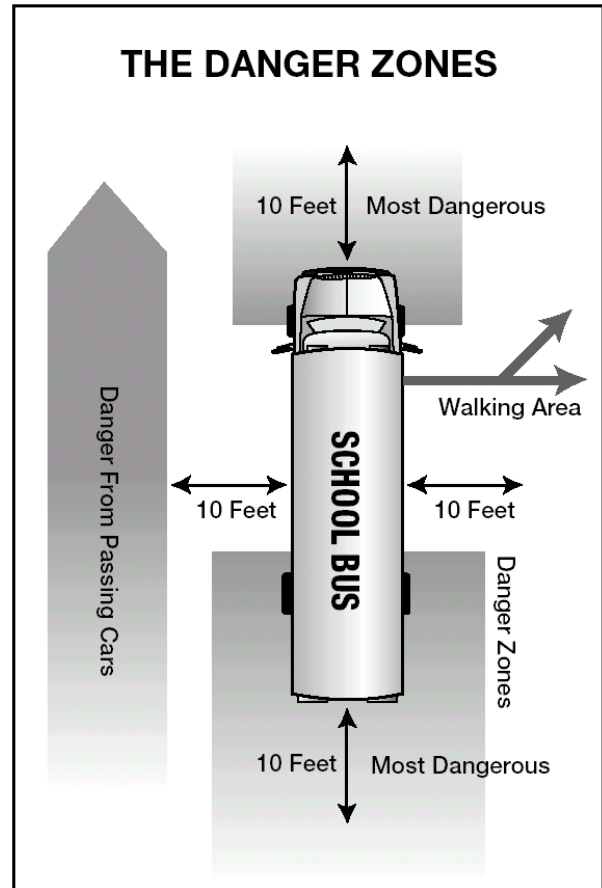 THE DANGER ZONES
10 Feet Most Dangerous
Walking Area
Danger From Passing Cars
SCHOOL BUS
10 Feet
10 Feet
Danger Zones
10 Feet Most Dangerous